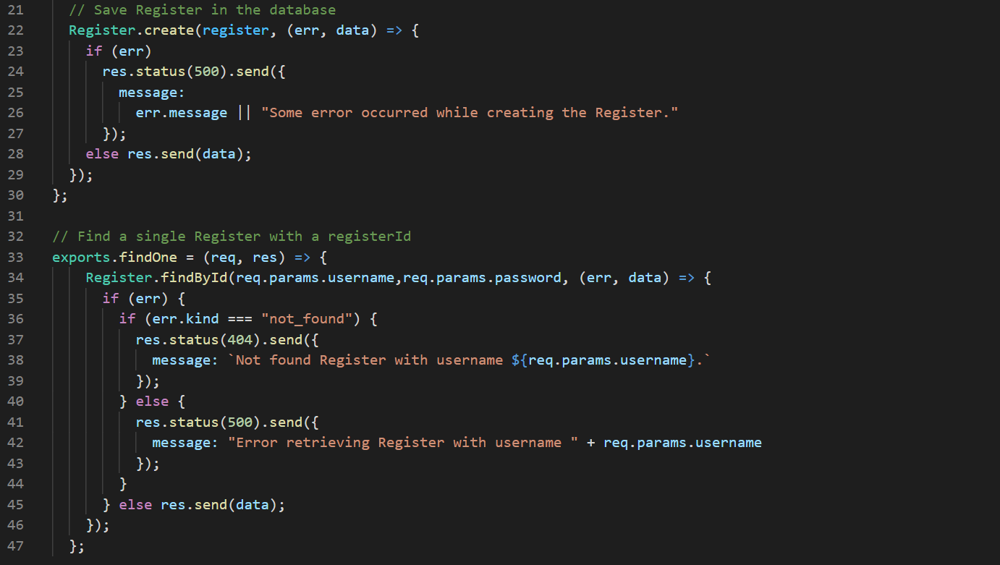 21 // Save Register in the database
22 Register.create(register, (err, data) => {
23 if (err)
24 res.status(500).send({
25 message:
26 err.message || "Some error occurred while creating the Register."
27 });
28 else res.send(data);
29 });
30 };
31
32 // Find a single Register with a registerId
33 exports.findOne = (req, res) => {
34 Register.findById(req.params.username,req.params.password, (err, data) => {
35 if (err) {
36 if (err.kind === "not_found") {
37 res.status(404).send({
38 message: `Not found Register with username ${req.params.username}.`
39 });
40 } else {
41 res.status(500).send({
42 message: "Error retrieving Register with username " + req.params.username
43 });
44 }
45 } else res.send(data);
46 });
47 };